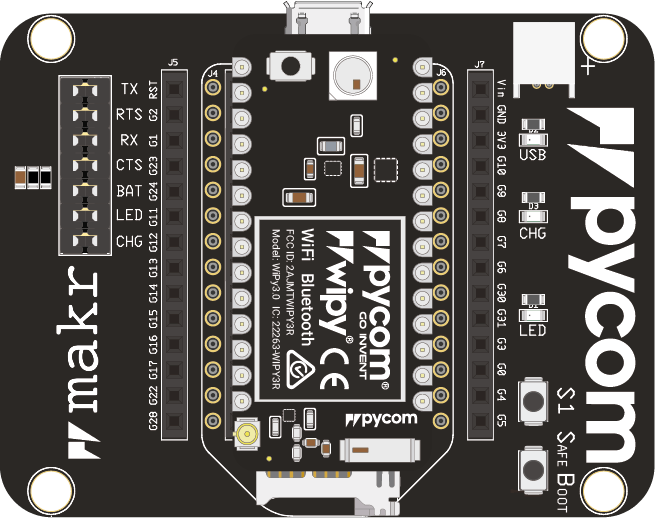 J5
J4
J6
J7
TX
RTS
RX
CTS
BAT
LED
CHG
RST
G2
G1
G23
G24
G11
G12
G13
G14
G15
G16
G17
G22
G28
Vin
GND
3V3
G10
G9
G8
G7
G6
G30
G31
G3
G0
G4
G5
+
D2
USB
D3
CHG
D1
LED
S1
SAFE BOOT
pycom
makr
pycom®
GO INVENT
wipy®
CE
WiFi Bluetooth
FCC ID: 2AJMTWIPY3R
Model: WiPy3.0 IC: 22263-WIPY3R
pycom